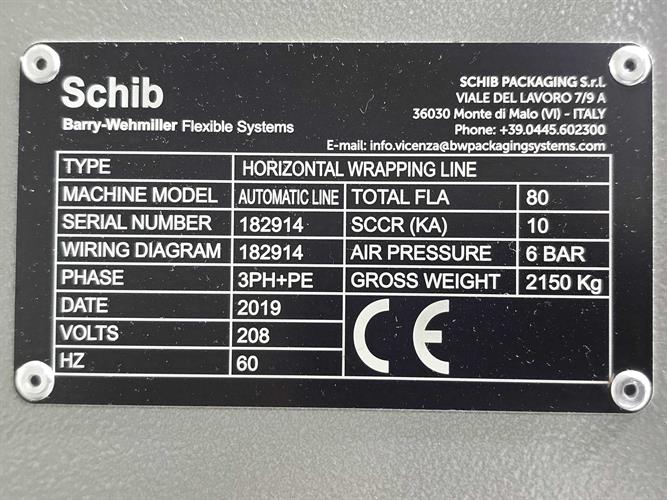 Schib
Barry-Wehmiller Flexible Systems
SCHIB PACKAGING S.r.L
VIALE DEL LAVORO 7/9 A
36030 Monte di Malo (VI) - ITALY
Phone: +39.0445.602300
E-mail: info.vicenza@bwpackagingsystems.com
TYPE HORIZONTAL WRAPPING LINE
MACHINE MODEL AUTOMATIC LINE TOTAL FLA 80
SERIAL NUMBER 182914 SCCR (KA) 10
WIRING DIAGRAM 182914 AIR PRESSURE 6 BAR
PHASE 3PH+PE GROSS WEIGHT 2150 Kg
DATE 2019
VOLTS 208
HZ 60
CE